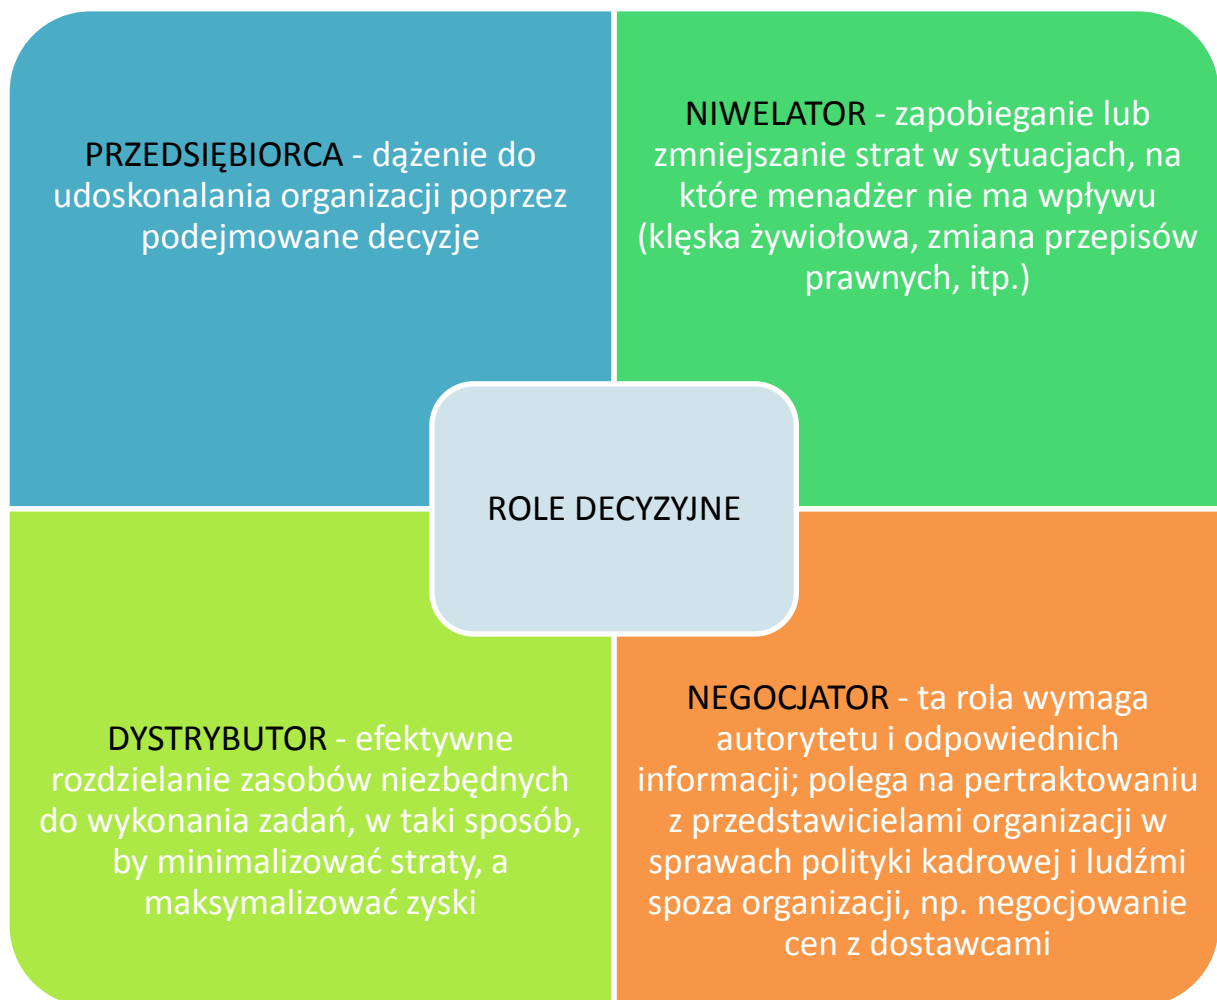 PRZEDSIĘBIORCA - dążenie do
udoskonalania organizacji poprzez
podejmowane decyzje
NIWELATOR - zapobieganie lub
zmniejszanie strat w sytuacjach, na
które menadżer nie ma wpływu
(klęska żywiołowa, zmiana przepisów
prawnych, itp.)
ROLE DECYZYJNE
DYSTRYBUTOR - efektywne
rozdzielanie zasobów niezbędnych
do wykonania zadań, w taki sposób,
by minimalizować straty, a
maksymalizować zyski
NEGOCJATOR - ta rola wymaga
autorytetu i odpowiednich
informacji; polega na pertraktowaniu
z przedstawicielami organizacji w
sprawach polityki kadrowej i ludźmi
spoza organizacji, np. negocjowanie
cen z dostawcami